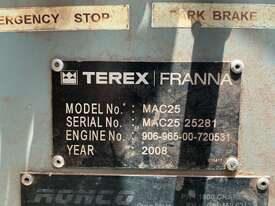 EMERGENCY STOP
PARK BRAKE
TEREX FRANNA
MODEL No.: MAC25
SERIAL No.: MAC25 25281
ENGINE No.: 906-965-00-720531
YEAR 2008